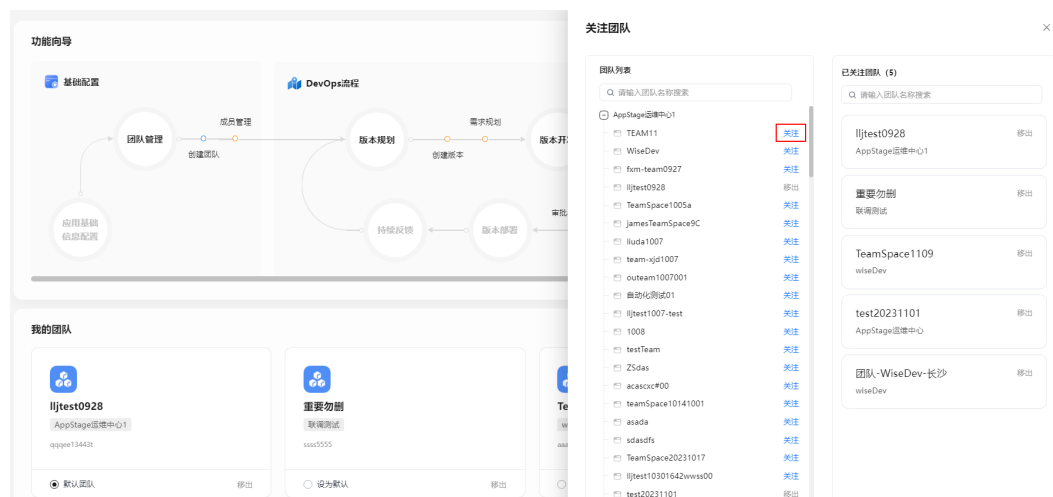 功能向导
基础配置
DevOps流程
成员管理
团队管理
创建团队
应用基础
信息配置
需求规划
版本规划
创建版本
版本开
审批
持续反馈
版本部署
我的团队
lljtest0928
AppStage运维中心1
qqqee13443t
默认团队
移出
重要勿删
联调测试
ssss5555
设为默认
移出
Te
w
aaa
关注团队
团队列表
请输入团队名称搜索
AppStage运维中心1
TEAM11 关注
WiseDev 关注
fxm-team0927 关注
lljtest0928 移出
TeamSpace1005a 关注
jamesTeamSpace9C 关注
liuda1007 关注
team-xjd1007 关注
outeam1007001 关注
自动化测试01 关注
lljtest1007-test 关注
1008 关注
testTeam 关注
ZSdas 关注
acascxc#00 关注
teamSpace10141001 关注
asada 关注
sdasdfs 关注
TeamSpace20231017 关注
lljtest10301642wwss00 关注
test20231101 移出
已关注团队（5）
请输入团队名称搜索
lljtest0928 移出
AppStage运维中心1
重要勿删 移出
联调测试
TeamSpace1109 移出
wiseDev
test20231101 移出
AppStage运维中心
团队-WiseDev-长沙 移出
wiseDev